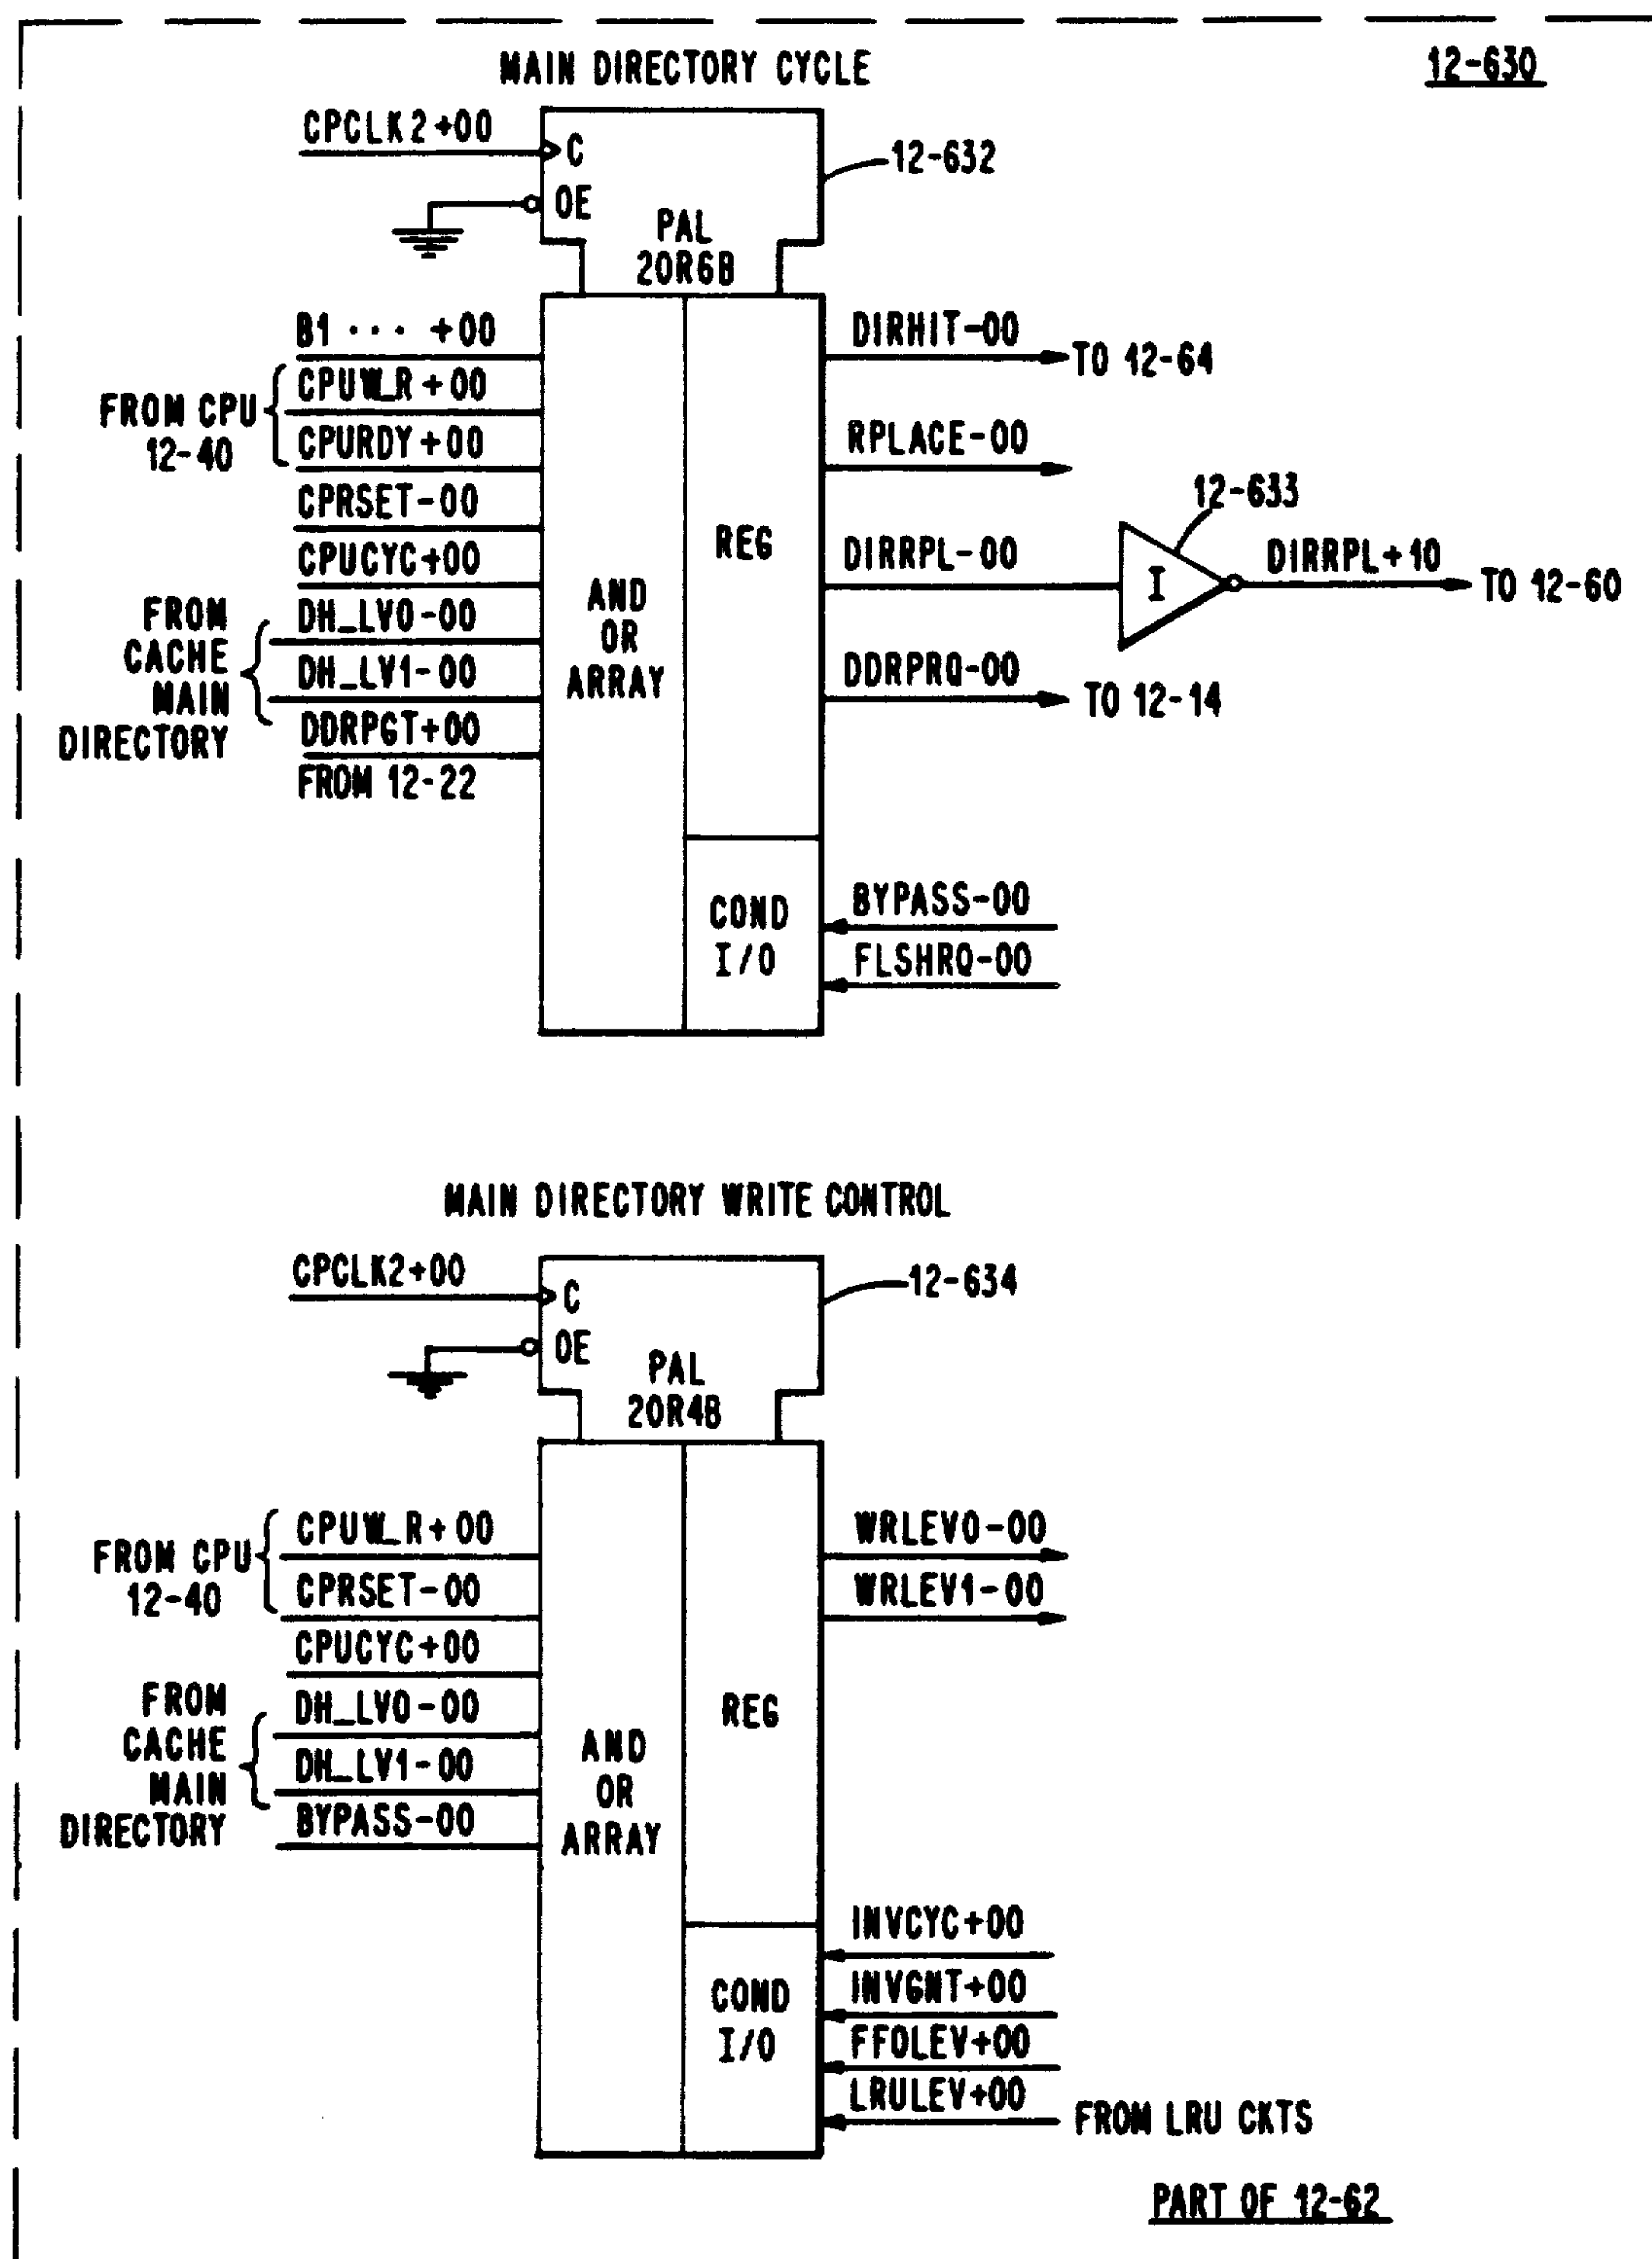 MAIN DIRECTORY CYCLE
12-630
CPCLK2+00
C
12-632
OE
PAL
20R6B
B1 ··· +00
DIRHIT-00
TO 12-64
FROM CPU
12-40
CPUW_R+00
CPURDY+00
RPLACE-00
CPRSET-00
12-633
CPUCYC+00
REG
DIRRPL-00
I
DIRRPL+10
TO 12-60
FROM
CACHE
MAIN
DIRECTORY
DH_LV0-00
DH_LV1-00
AND
OR
ARRAY
DDRPRQ-00
TO 12-14
DDRPGT+00
FROM 12-22
COND
I/O
BYPASS-00
FLSHRQ-00
MAIN DIRECTORY WRITE CONTROL
CPCLK2+00
C
12-634
OE
PAL
20R4B
FROM CPU
12-40
CPUW_R+00
CPRSET-00
WRLEV0-00
WRLEV1-00
CPUCYC+00
FROM
CACHE
MAIN
DIRECTORY
DH_LV0-00
DH_LV1-00
BYPASS-00
AND
OR
ARRAY
REG
COND
I/O
INVCYC+00
INVGNT+00
FFOLEV+00
LRULEV+00
FROM LRU CKTS
PART OF 12-62